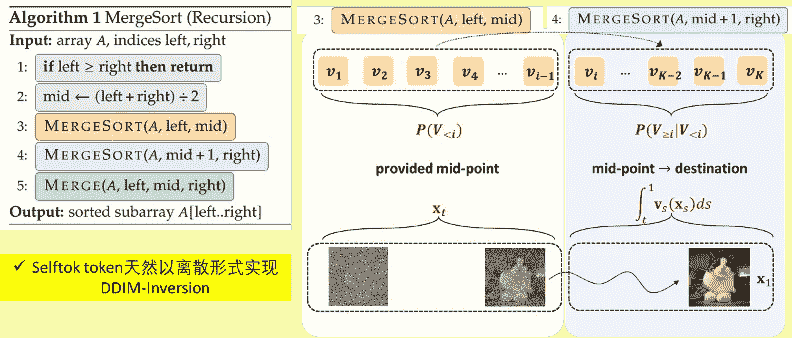 Algorithm 1 MergeSort (Recursion)
Input: array A, indices left, right
1: if left ≥ right then return
2: mid ← (left + right) ÷ 2
3: MERGESORT(A, left, mid)
4: MERGESORT(A, mid + 1, right)
5: MERGE(A, left, mid, right)
Output: sorted subarray A[left..right]
✓ Selftok token天然以离散形式实现
DDIM-Inversion
3: MERGESORT(A, left, mid)
v₁ v₂ v₃ v₄ ... vᵢ₋₁
P(V<ᵢ)
provided mid-point
xₜ
4: MERGESORT(A, mid + 1, right)
vᵢ ... v_{K−2} v_{K−1} v_K
P(V≥ᵢ|V<ᵢ)
mid-point → destination
∫ₜ¹ vₛ(xₛ)ds
x₁